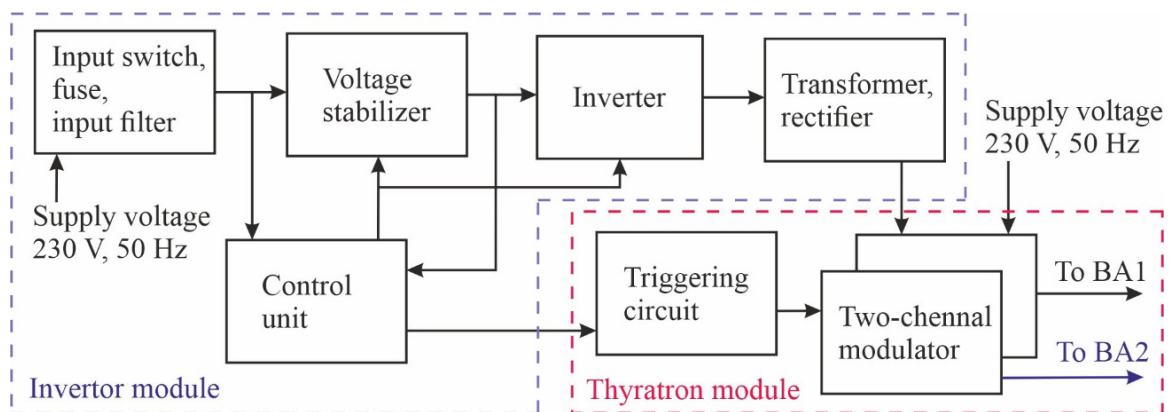 Input switch,
fuse,
input filter
Voltage
stabilizer
Inverter
Transformer,
rectifier
Supply voltage
230 V, 50 Hz
Supply voltage
230 V, 50 Hz
Control
unit
Triggering
circuit
Two-chennal
modulator
To BA1
To BA2
Invertor module
Thyratron module